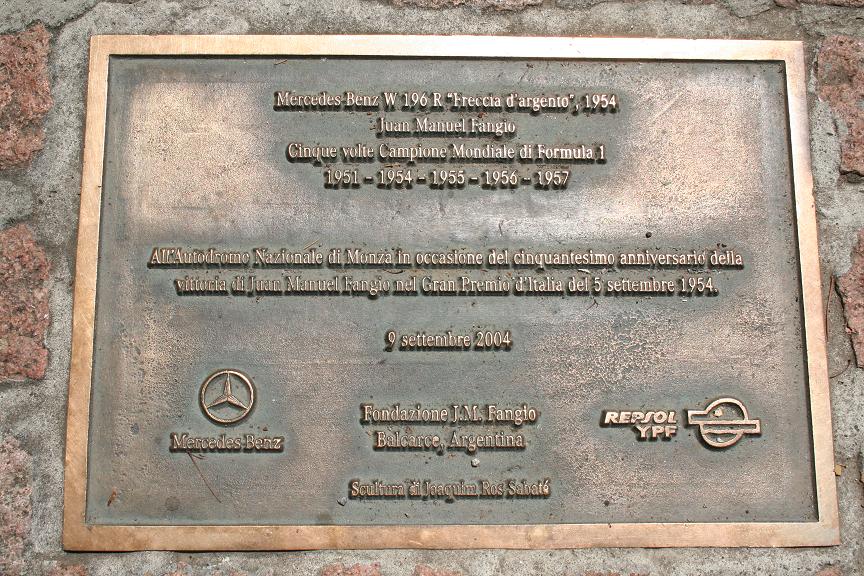 Mercedes-Benz W 196 R "Freccia d'argento", 1954
Juan Manuel Fangio
Cinque volte Campione Mondiale di Formula 1
1951 - 1954 - 1955 - 1956 - 1957
All'Autodromo Nazionale di Monza in occasione del cinquantesimo anniversario della
vittoria di Juan Manuel Fangio nel Gran Premio d'Italia del 5 settembre 1954.
9 settembre 2004
Mercedes-Benz
Fondazione J.M. Fangio
Balcarce, Argentina
REPSOL
YPF
Scultura di Joaquim Ros Sabaté